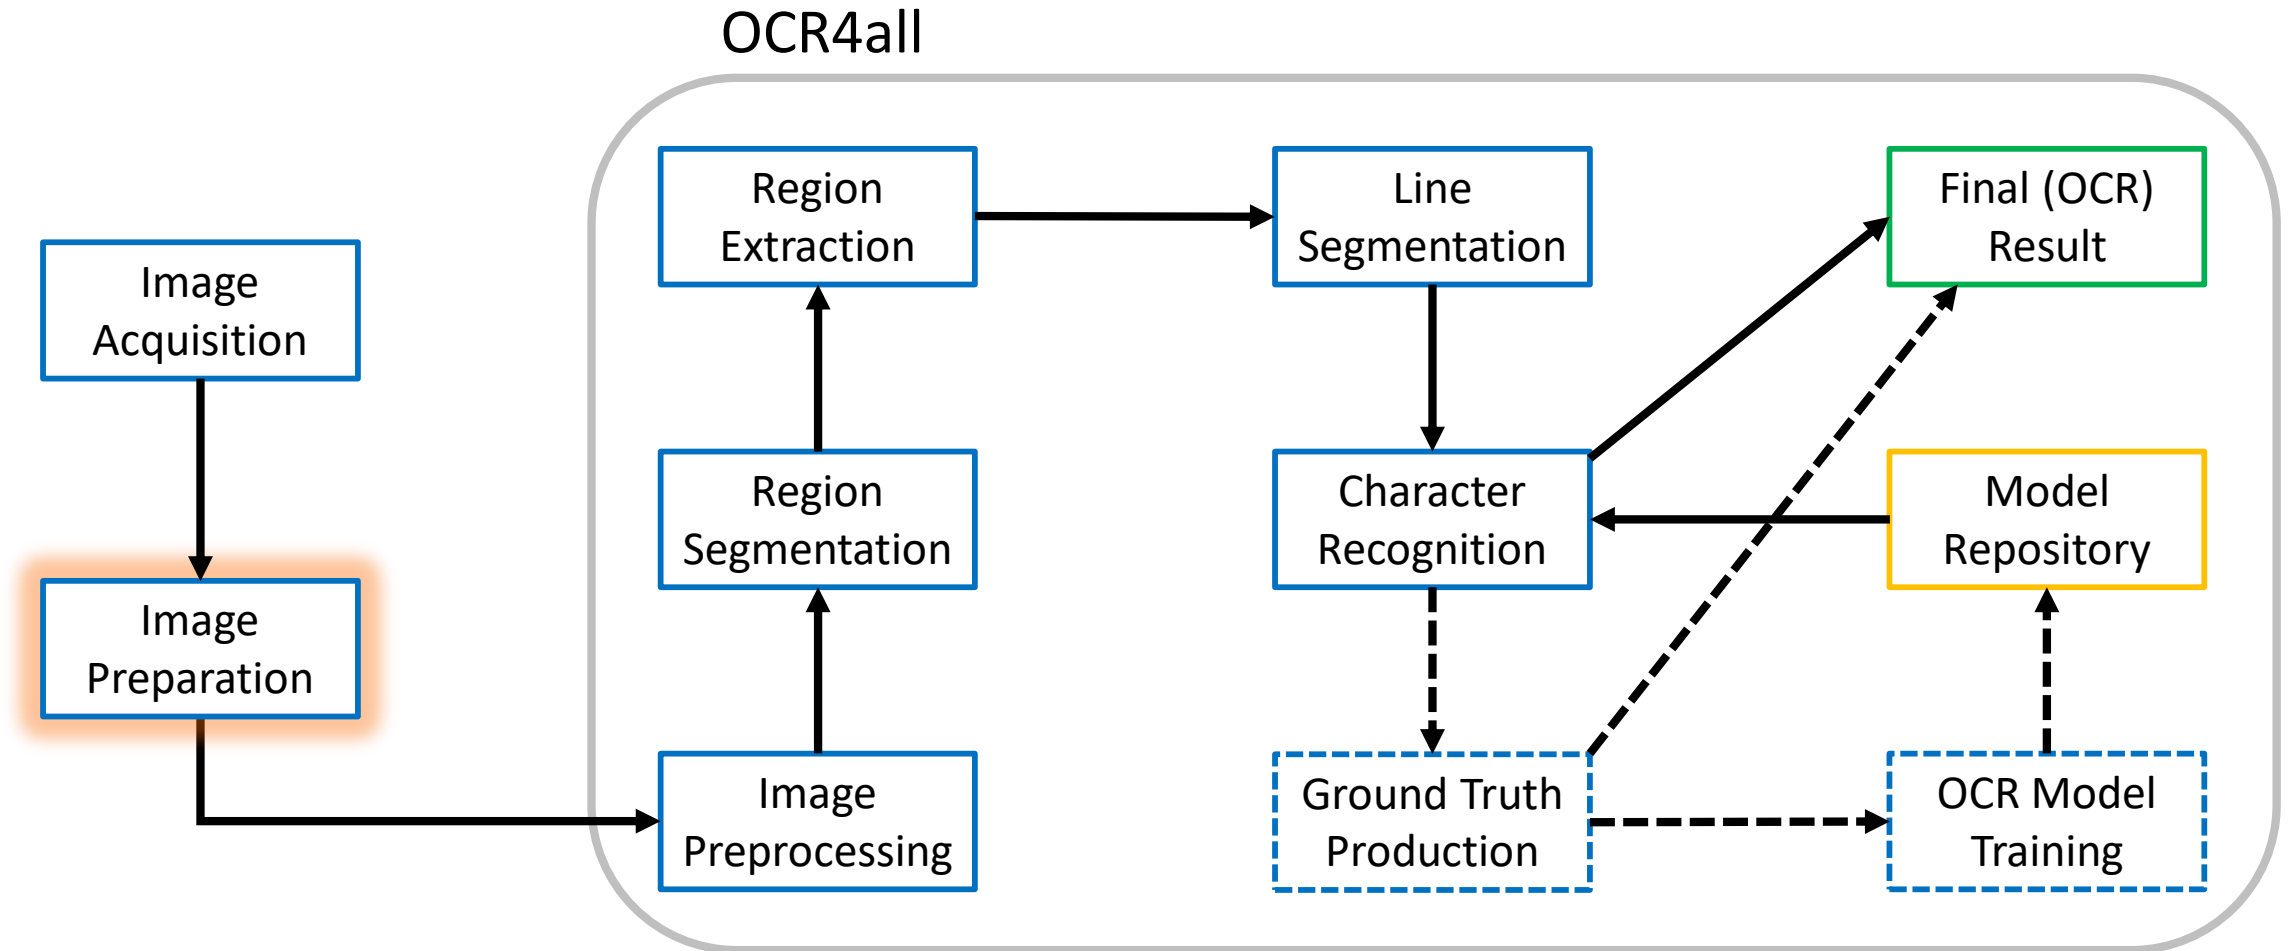 OCR4all
Image
Acquisition
Image
Preparation
Image
Preprocessing
Region
Segmentation
Region
Extraction
Line
Segmentation
Character
Recognition
Ground Truth
Production
OCR Model
Training
Model
Repository
Final (OCR)
Result